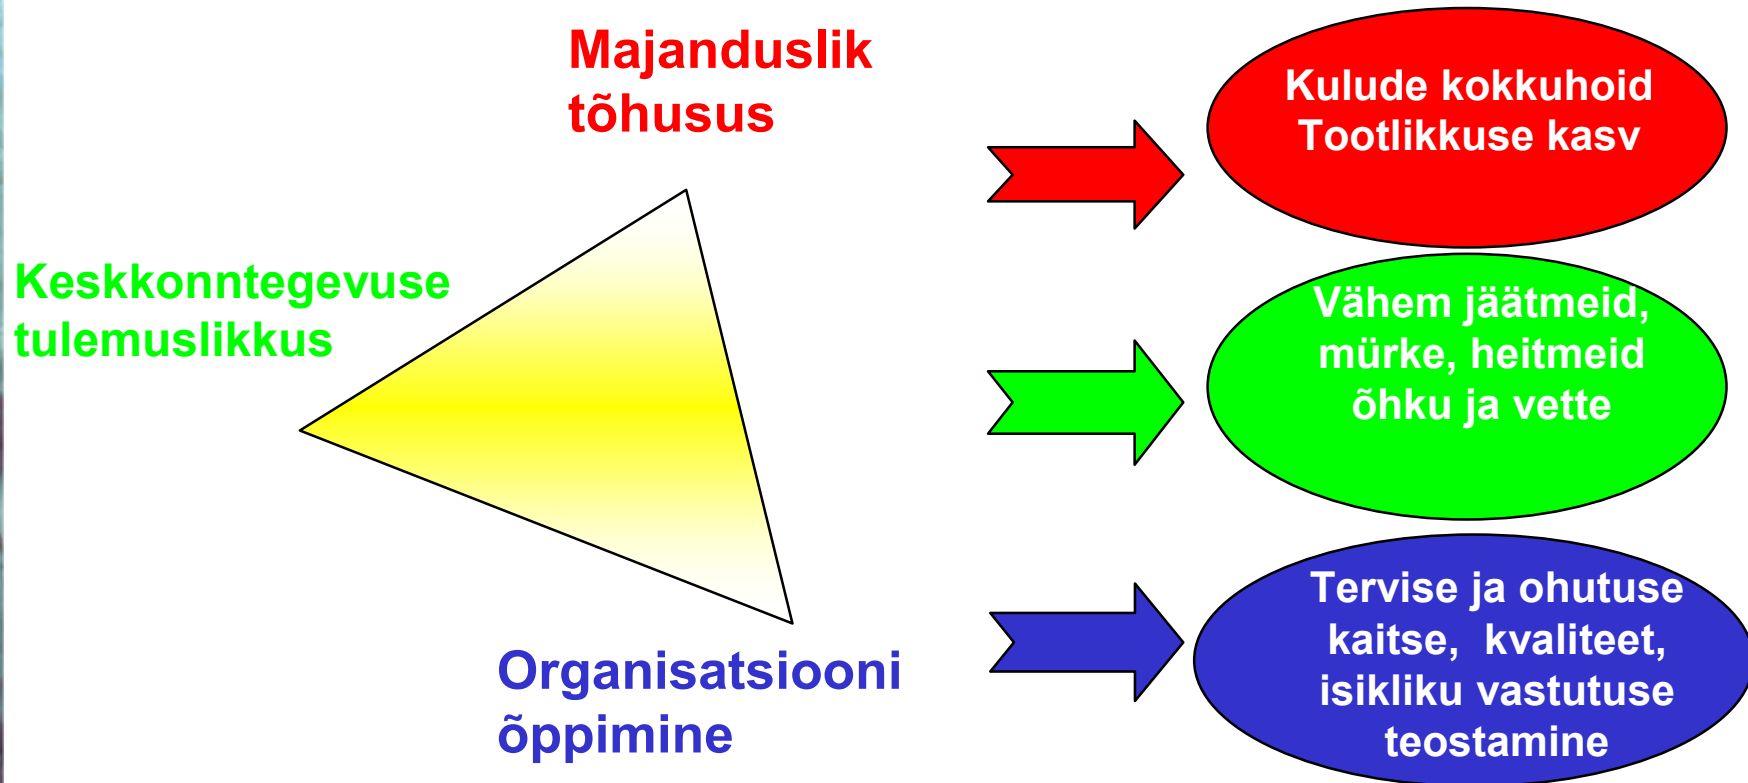 Majanduslik
tõhusus
Kulude kokkuhoid
Tootlikkuse kasv
Keskkonntegevuse
tulemuslikkus
Vähem jäätmeid,
mürke, heitmeid
õhku ja vette
Organisatsiooni
õppimine
Tervise ja ohutuse
kaitse, kvaliteet,
isikliku vastutuse
teostamine